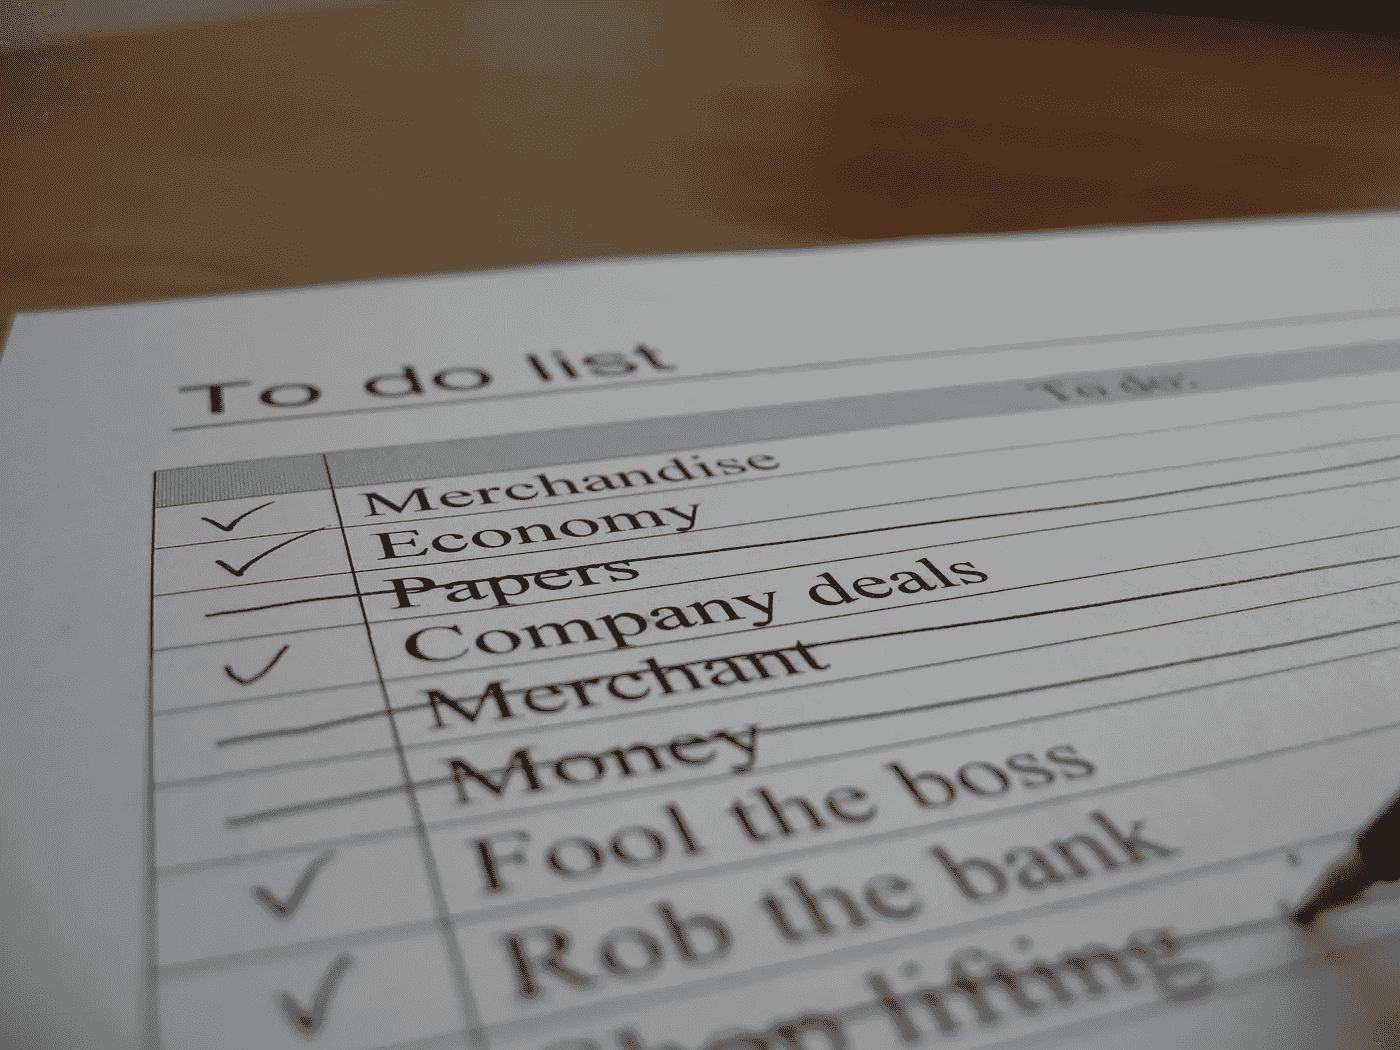 To do list
To do:
Merchandise
Economy
Papers
Company deals
Merchant
Money
Fool the boss
Rob the bank
Shop lifting